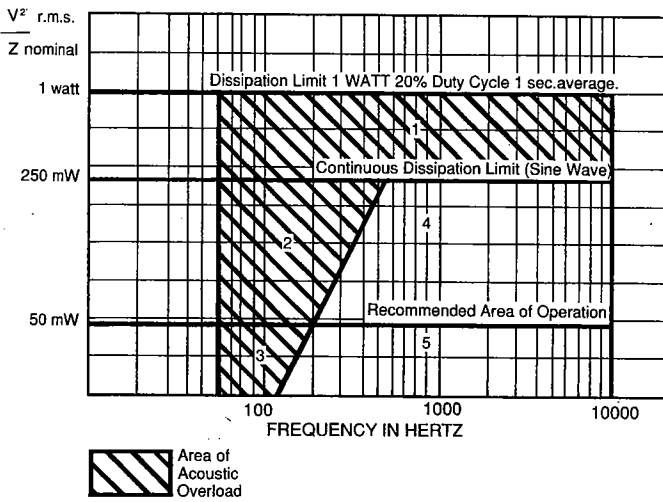 V² r.m.s.
Z nominal
Dissipation Limit 1 WATT 20% Duty Cycle 1 sec.average.
1 watt
1
Continuous Dissipation Limit (Sine Wave)
250 mW
4
2
Recommended Area of Operation
50 mW
5
3
100 1000 10000
FREQUENCY IN HERTZ
Area of
Acoustic
Overload